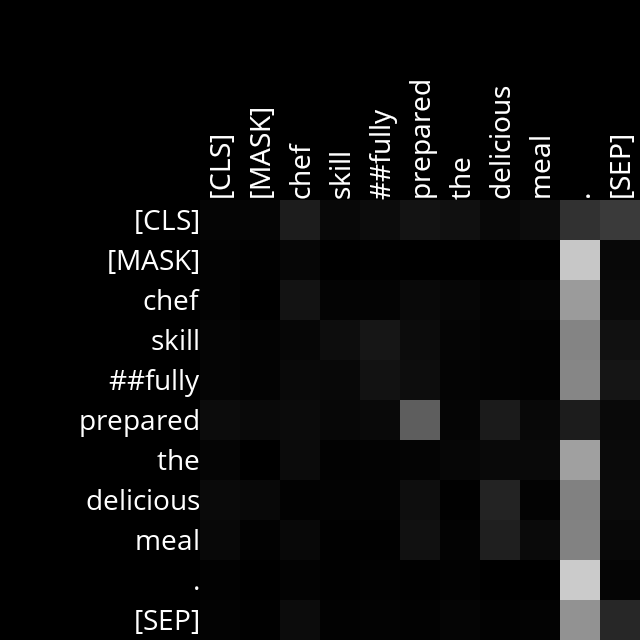 [CLS] [MASK] chef skill ##fully prepared the delicious meal . [SEP]
[CLS]
[MASK]
chef
skill
##fully
prepared
the
delicious
meal
.
[SEP]